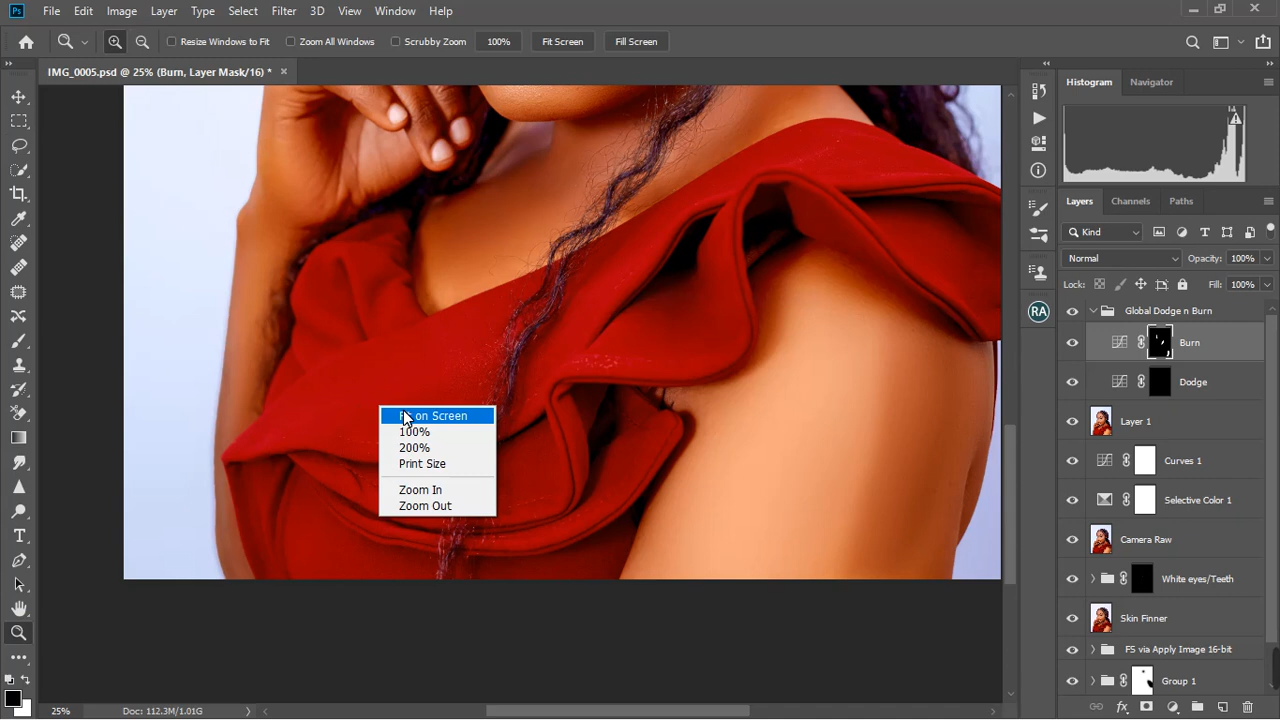 Ps File Edit Image Layer Type Select Filter 3D View Window Help
Resize Windows to Fit Zoom All Windows Scrubby Zoom 100% Fit Screen Fill Screen
IMG_0005.psd @ 25% (Burn, Layer Mask/16) *
Histogram Navigator
Layers Channels Paths
Kind
Normal Opacity: 100%
Lock: Fill: 100%
RA
Global Dodge n Burn
Burn
Dodge
Layer 1
Curves 1
Selective Color 1
Camera Raw
White eyes/Teeth
Skin Finner
FS via Apply Image 16-bit
Group 1
on Screen
100%
200%
Print Size
Zoom In
Zoom Out
25% Doc: 112.3M/1.01G